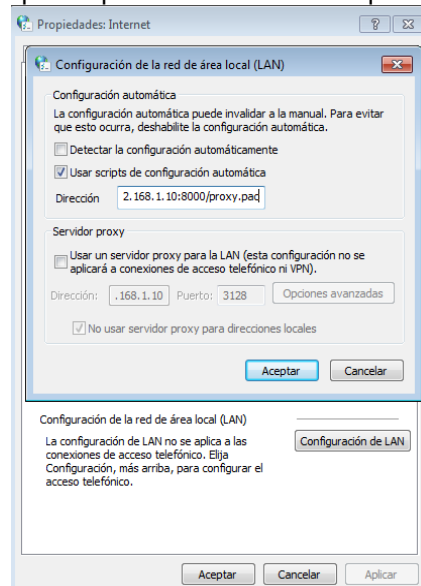 Propiedades: Internet
Configuración de la red de área local (LAN)
Configuración automática
La configuración automática puede invalidar a la manual. Para evitar
que esto ocurra, deshabilite la configuración automática.
Detectar la configuración automáticamente
Usar scripts de configuración automática
Dirección 2.168.1.10:8000/proxy.pac
Servidor proxy
Usar un servidor proxy para la LAN (esta configuración no se
aplicará a conexiones de acceso telefónico ni VPN).
Dirección: .168.1.10 Puerto: 3128 Opciones avanzadas
No usar servidor proxy para direcciones locales
Aceptar Cancelar
Configuración de la red de área local (LAN)
La configuración de LAN no se aplica a las
conexiones de acceso telefónico. Elija
Configuración, más arriba, para configurar el
acceso telefónico.
Configuración de LAN
Aceptar Cancelar Aplicar